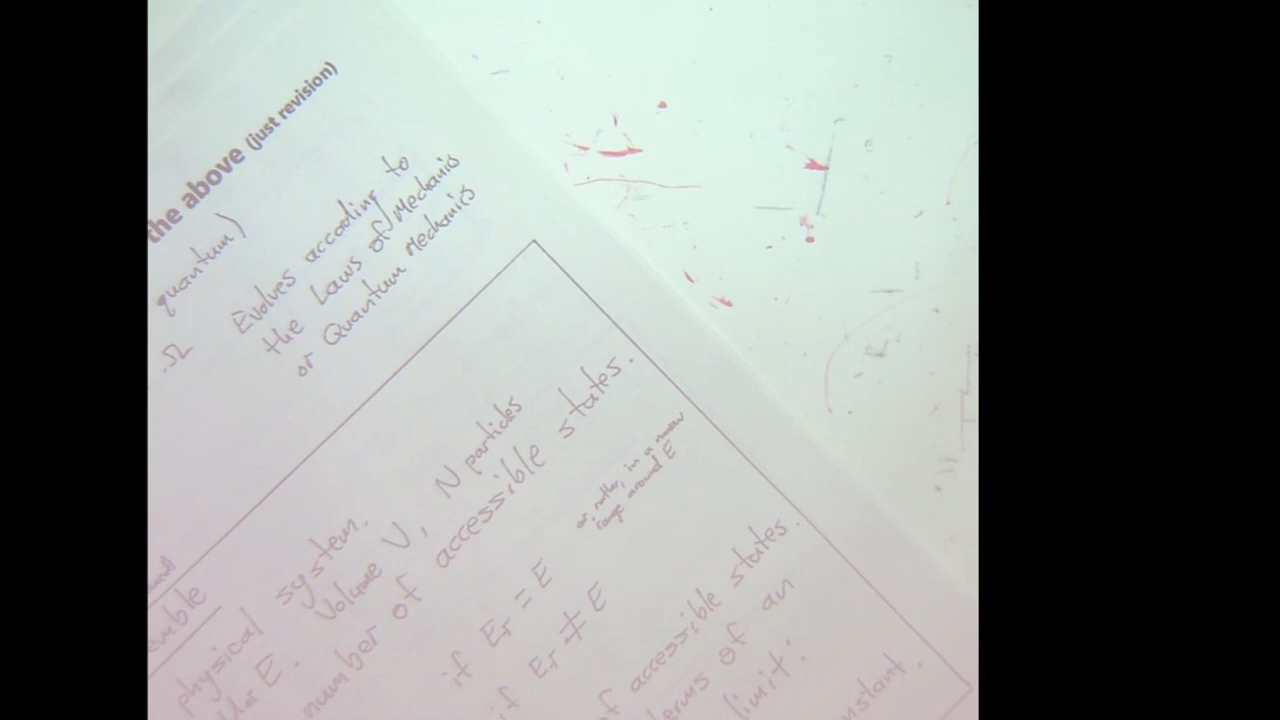 the above (just revision)
quantum)
Ω Evolves according to
the Laws of Mechanis
or Quantum Mechanics
emble
physical system.
E. Volume V, N particles
number of accessible states.
if Er = E or rather, in a narrow
range around E
if Er ≠ E
of accessible states.
terms of an
limit:
nstant.